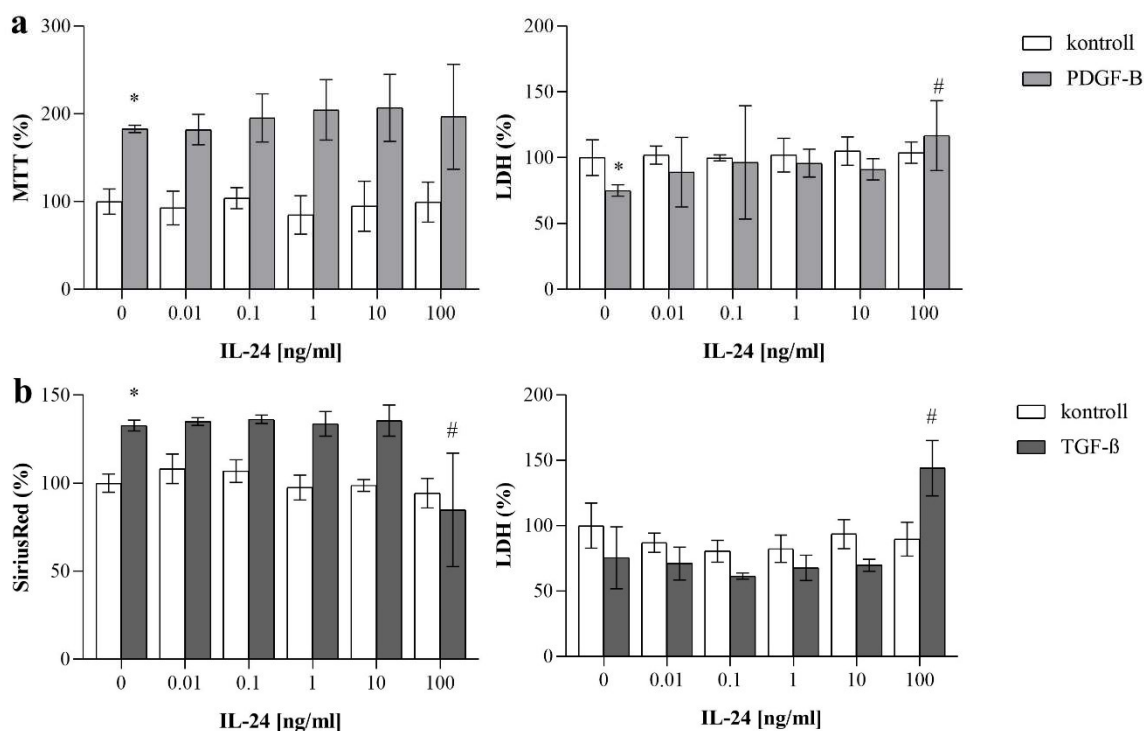 a
MTT (%)
300
200
100
0
*
0 0.01 0.1 1 10 100
IL-24 [ng/ml]
LDH (%)
200
150
100
50
0
*
#
0 0.01 0.1 1 10 100
IL-24 [ng/ml]
kontroll
PDGF-B
b
SiriusRed (%)
150
100
50
0
*
#
0 0.01 0.1 1 10 100
IL-24 [ng/ml]
LDH (%)
200
150
100
50
0
#
0 0.01 0.1 1 10 100
IL-24 [ng/ml]
kontroll
TGF-ß